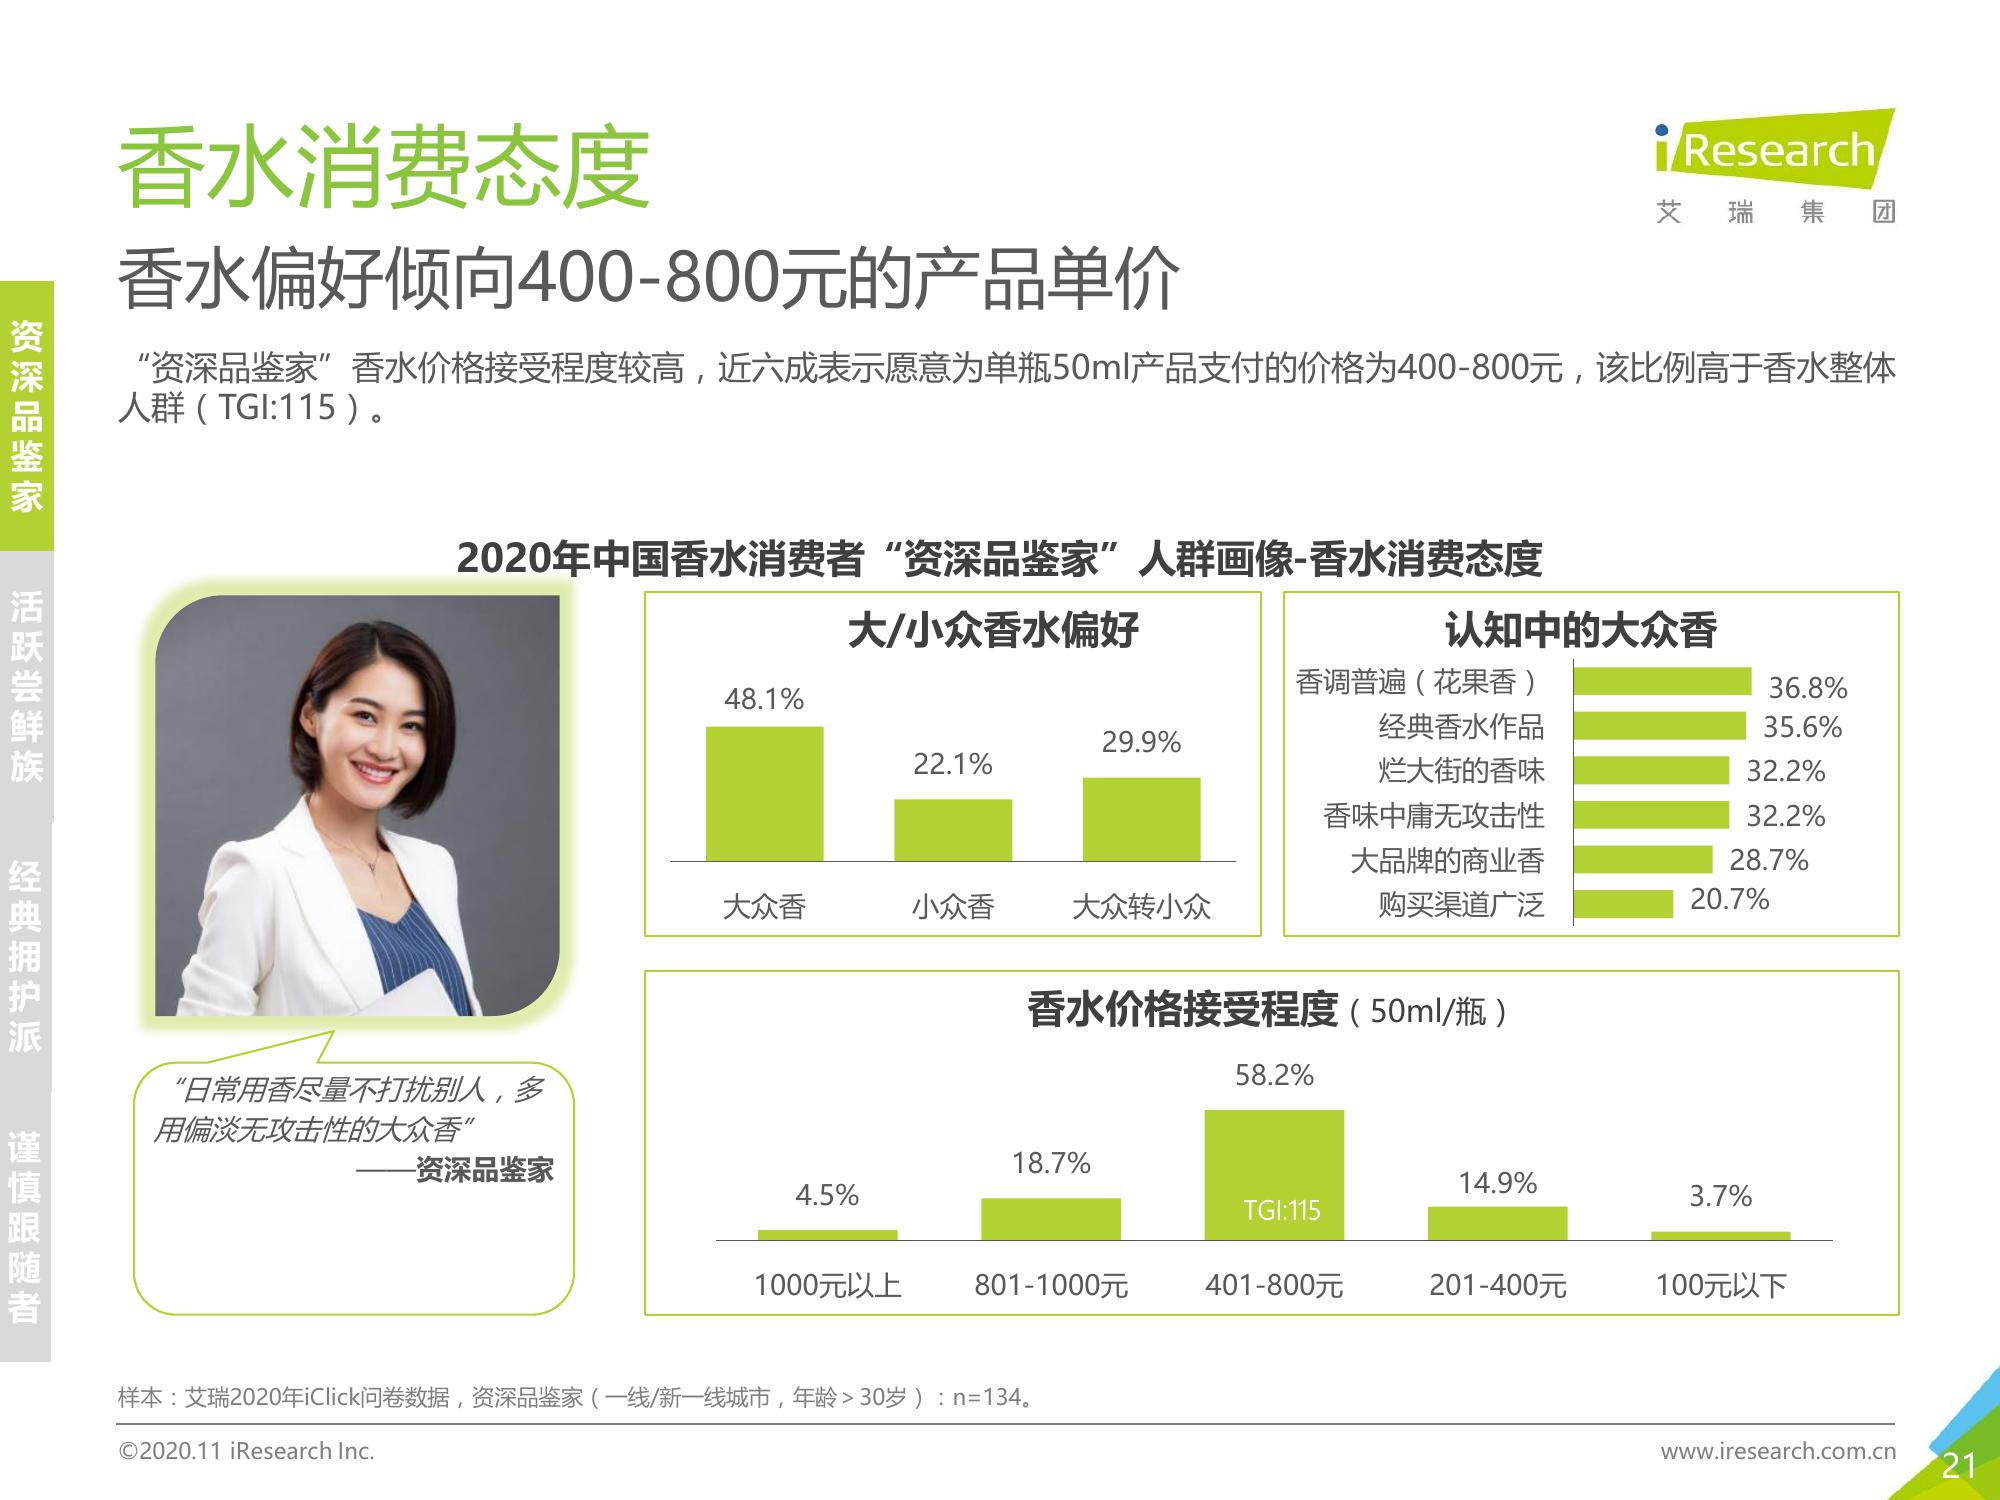 香水消费态度
iResearch
艾瑞集团
香水偏好倾向400-800元的产品单价
“资深品鉴家”香水价格接受程度较高，近六成表示愿意为单瓶50ml产品支付的价格为400-800元，该比例高于香水整体
人群（TGI:115）。
资深品鉴家
活跃尝鲜族
经典拥护派
谨慎跟随者
2020年中国香水消费者“资深品鉴家”人群画像-香水消费态度
大/小众香水偏好
48.1%
22.1%
29.9%
大众香
小众香
大众转小众
认知中的大众香
香调普遍（花果香） 36.8%
经典香水作品 35.6%
烂大街的香味 32.2%
香味中庸无攻击性 32.2%
大品牌的商业香 28.7%
购买渠道广泛 20.7%
“日常用香尽量不打扰别人，多
用偏淡无攻击性的大众香”
——资深品鉴家
香水价格接受程度（50ml/瓶）
4.5%
18.7%
58.2%
14.9%
3.7%
TGI:115
1000元以上
801-1000元
401-800元
201-400元
100元以下
样本：艾瑞2020年iClick问卷数据，资深品鉴家（一线/新一线城市，年龄＞30岁）：n=134。
©2020.11 iResearch Inc.
www.iresearch.com.cn
21